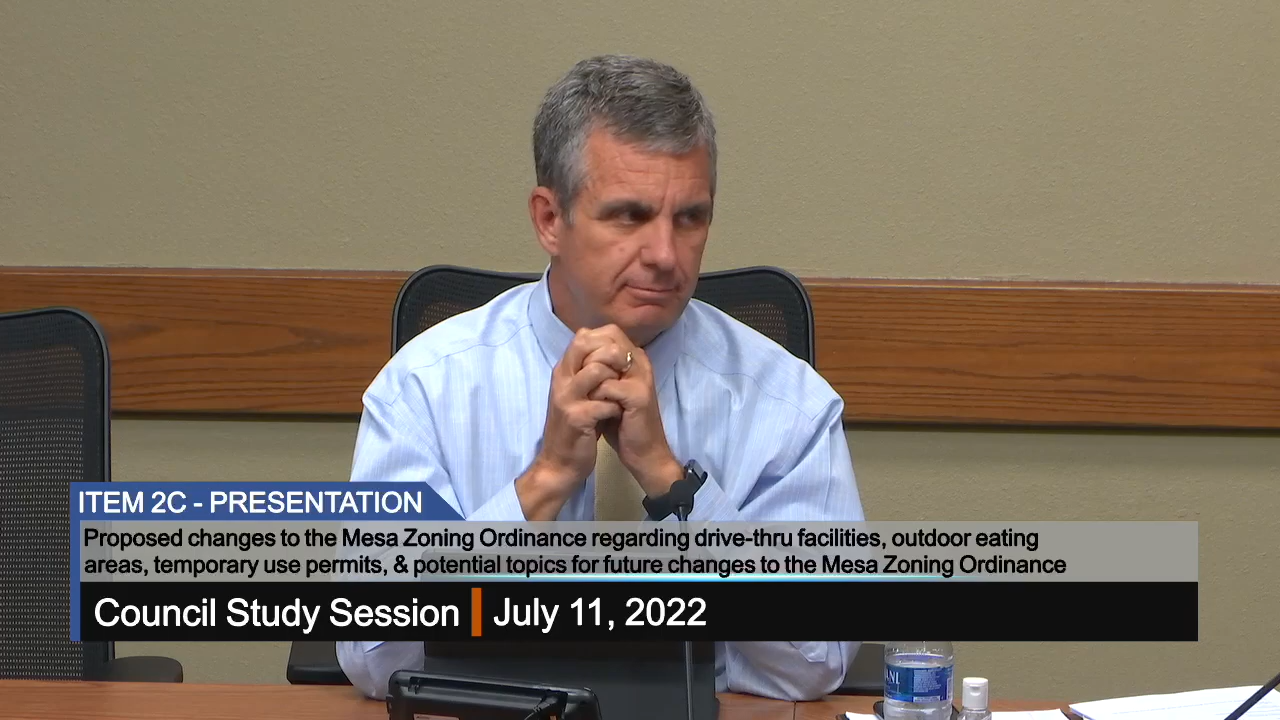 ITEM 2C - PRESENTATION
Proposed changes to the Mesa Zoning Ordinance regarding drive-thru facilities, outdoor eating
areas, temporary use permits, & potential topics for future changes to the Mesa Zoning Ordinance
Council Study Session
July 11, 2022